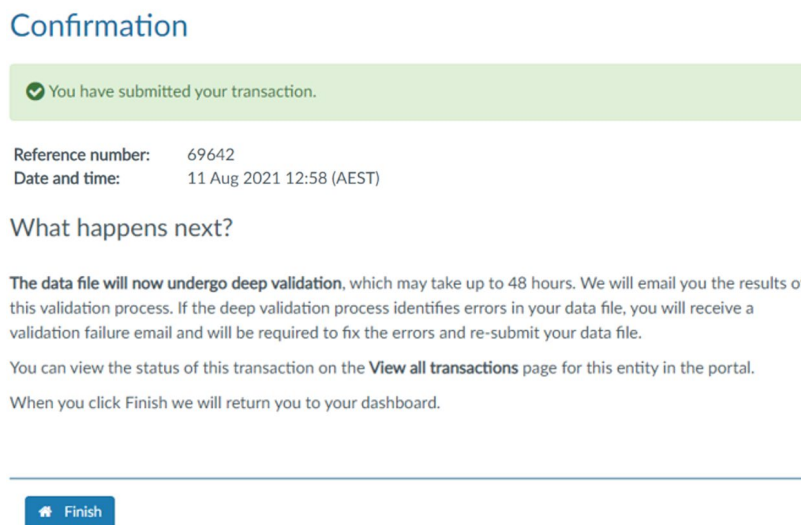 Confirmation
You have submitted your transaction.
Reference number: 69642
Date and time: 11 Aug 2021 12:58 (AEST)
What happens next?
The data file will now undergo deep validation, which may take up to 48 hours. We will email you the results of
this validation process. If the deep validation process identifies errors in your data file, you will receive a
validation failure email and will be required to fix the errors and re-submit your data file.
You can view the status of this transaction on the View all transactions page for this entity in the portal.
When you click Finish we will return you to your dashboard.
Finish